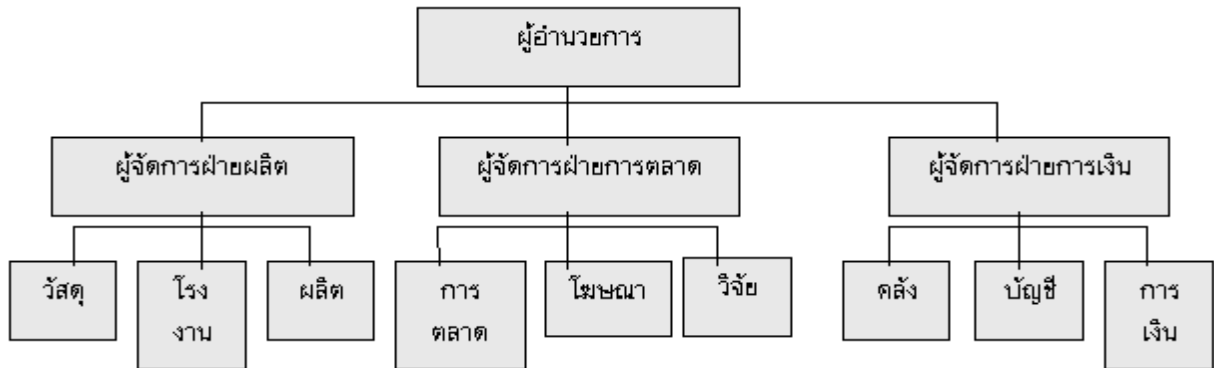 ผู้อำนวยการ
ผู้จัดการฝ่ายผลิต
ผู้จัดการฝ่ายการตลาด
ผู้จัดการฝ่ายการเงิน
วัสดุ
โรง
งาน
ผลิต
การ
ตลาด
โฆษณา
วิจัย
คลัง
บัญชี
การ
เงิน